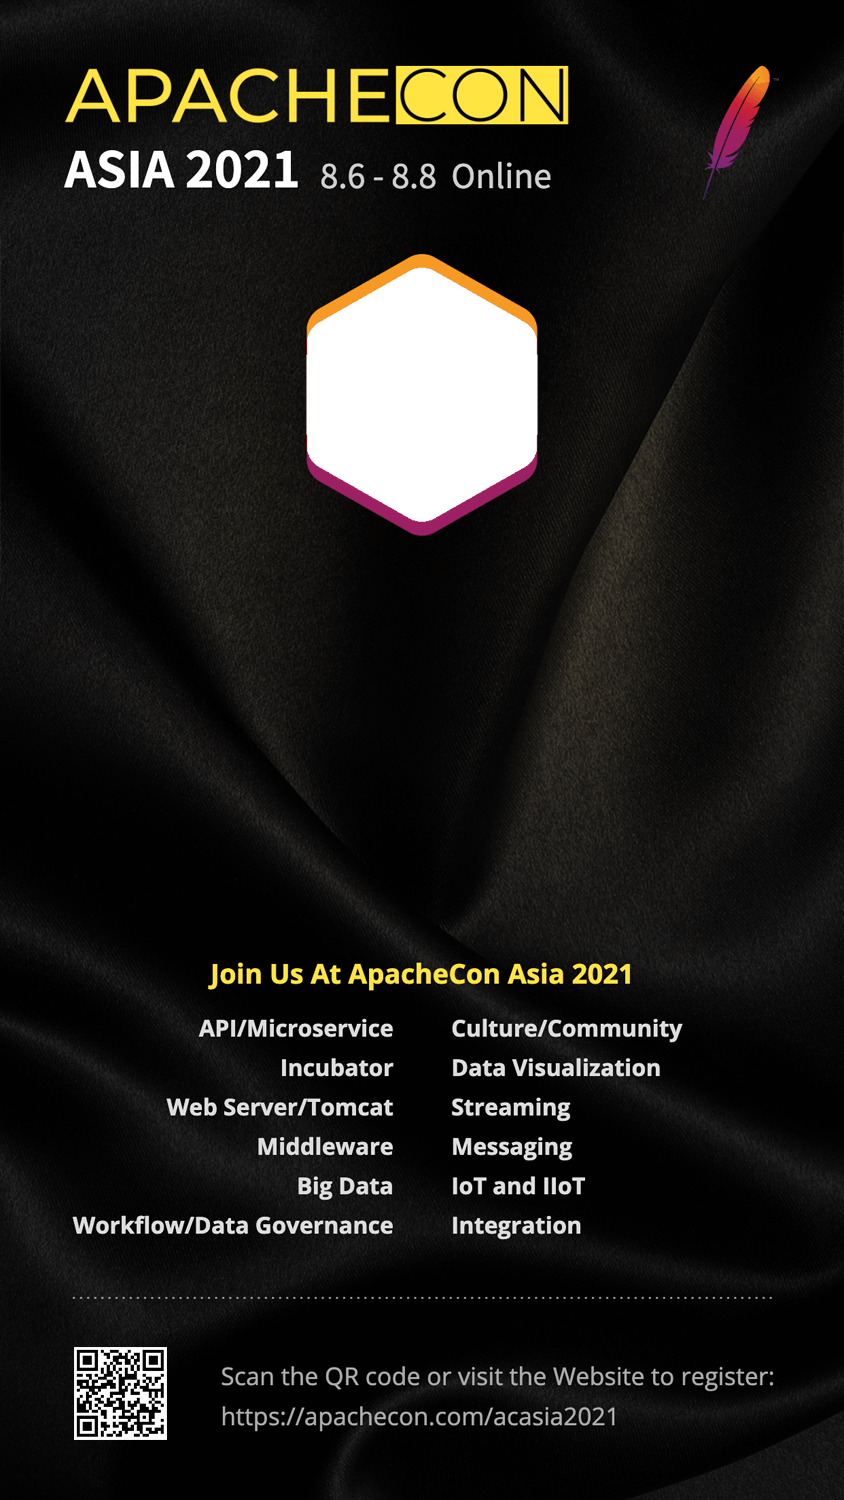 APACHECON
ASIA 2021 8.6 - 8.8 Online
Join Us At ApacheCon Asia 2021
API/Microservice Culture/Community
Incubator Data Visualization
Web Server/Tomcat Streaming
Middleware Messaging
Big Data IoT and IIoT
Workflow/Data Governance Integration
Scan the QR code or visit the Website to register:
https://apachecon.com/acasia2021